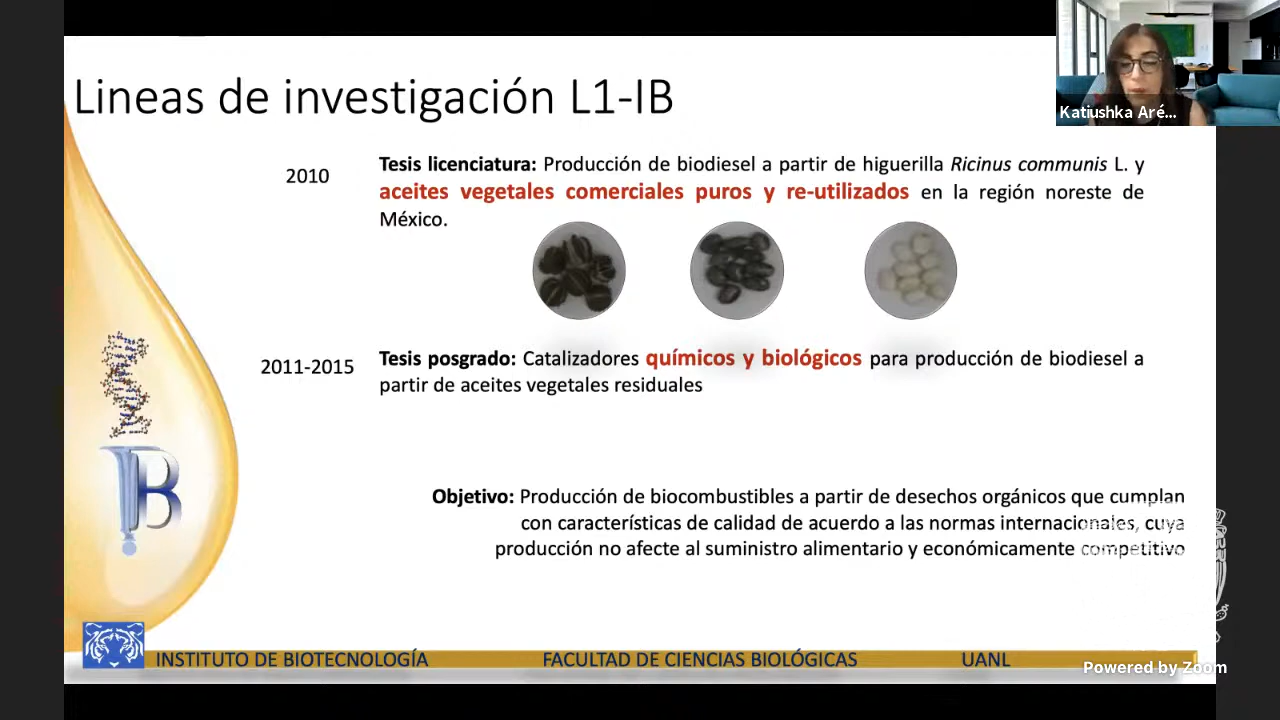 Lineas de investigación L1-IB
Katiushka Aré...
2010
Tesis licenciatura: Producción de biodiesel a partir de higuerilla Ricinus communis L. y
aceites vegetales comerciales puros y re-utilizados en la región noreste de
México.
2011-2015
Tesis posgrado: Catalizadores químicos y biológicos para producción de biodiesel a
partir de aceites vegetales residuales
B
Objetivo: Producción de biocombustibles a partir de desechos orgánicos que cumplan
con características de calidad de acuerdo a las normas internacionales, cuya
producción no afecte al suministro alimentario y económicamente competitivo
INSTITUTO DE BIOTECNOLOGÍA FACULTAD DE CIENCIAS BIOLÓGICAS UANL
Powered by Zoom